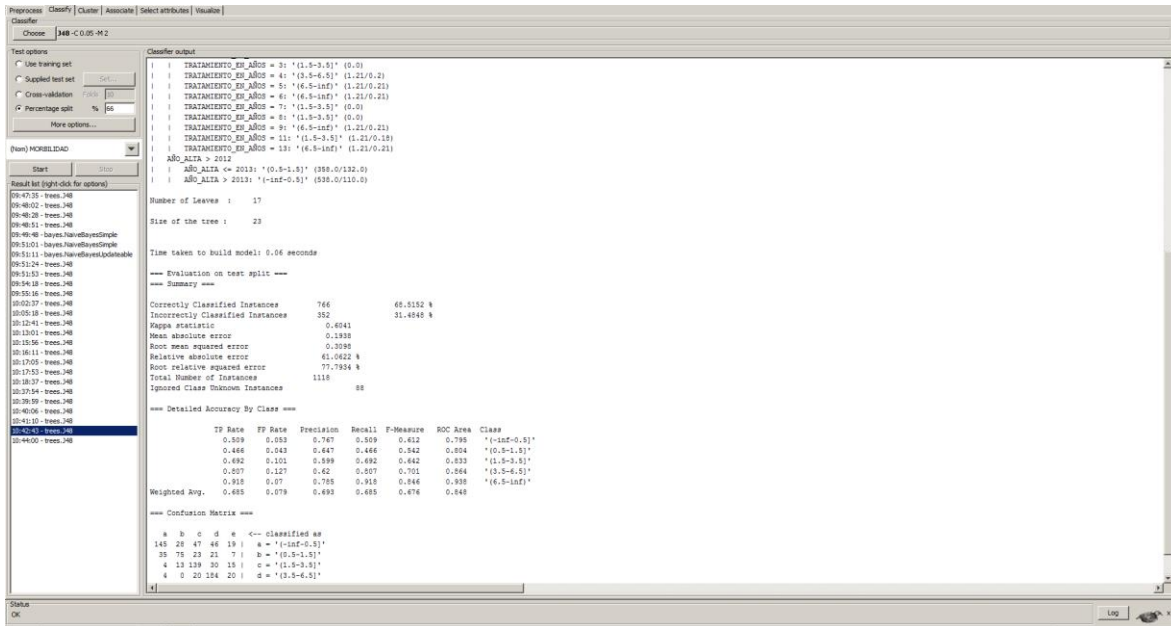 Preprocess Classify Cluster Associate Select attributes Visualize
Classifier
Choose J48 -C 0.05 -M 2
Test options
Use training set
Supplied test set Set...
Cross-validation Folds 10
Percentage split % 66
More options...
(Nom) MORBILIDAD
Start Stop
Result list (right-click for options)
09:47:35 - trees.J48
09:48:02 - trees.J48
09:48:28 - trees.J48
09:48:51 - trees.J48
09:49:48 - bayes.NaiveBayesSimple
09:51:01 - bayes.NaiveBayesSimple
09:51:11 - bayes.NaiveBayesUpdateable
09:51:24 - trees.J48
09:51:53 - trees.J48
09:54:18 - trees.J48
09:55:16 - trees.J48
10:02:37 - trees.J48
10:05:18 - trees.J48
10:12:41 - trees.J48
10:13:01 - trees.J48
10:15:56 - trees.J48
10:16:11 - trees.J48
10:17:05 - trees.J48
10:17:53 - trees.J48
10:18:37 - trees.J48
10:37:54 - trees.J48
10:39:59 - trees.J48
10:40:06 - trees.J48
10:41:10 - trees.J48
10:42:43 - trees.J48
10:44:00 - trees.J48
Classifier output
| | TRATAMIENTO_EN_AÑOS = 3: '(1.5-3.5]' (0.0)
| | TRATAMIENTO_EN_AÑOS = 4: '(3.5-6.5]' (1.21/0.2)
| | TRATAMIENTO_EN_AÑOS = 5: '(6.5-inf)' (1.21/0.21)
| | TRATAMIENTO_EN_AÑOS = 6: '(6.5-inf)' (1.21/0.21)
| | TRATAMIENTO_EN_AÑOS = 7: '(1.5-3.5]' (0.0)
| | TRATAMIENTO_EN_AÑOS = 8: '(1.5-3.5]' (0.0)
| | TRATAMIENTO_EN_AÑOS = 9: '(6.5-inf)' (1.21/0.21)
| | TRATAMIENTO_EN_AÑOS = 11: '(1.5-3.5]' (1.21/0.18)
| | TRATAMIENTO_EN_AÑOS = 13: '(6.5-inf)' (1.21/0.21)
| AÑO_ALTA > 2012
| | AÑO_ALTA <= 2013: '(0.5-1.5]' (358.0/132.0)
| | AÑO_ALTA > 2013: '(-inf-0.5]' (538.0/110.0)
Number of Leaves : 17
Size of the tree : 23
Time taken to build model: 0.06 seconds
=== Evaluation on test split ===
=== Summary ===
Correctly Classified Instances 766 68.5152 %
Incorrectly Classified Instances 352 31.4848 %
Kappa statistic 0.6041
Mean absolute error 0.1938
Root mean squared error 0.3098
Relative absolute error 61.0622 %
Root relative squared error 77.7934 %
Total Number of Instances 1118
Ignored Class Unknown Instances 88
=== Detailed Accuracy By Class ===
TP Rate FP Rate Precision Recall F-Measure ROC Area Class
0.509 0.053 0.767 0.509 0.612 0.795 '(-inf-0.5]'
0.466 0.043 0.647 0.466 0.542 0.804 '(0.5-1.5]'
0.692 0.101 0.599 0.692 0.642 0.833 '(1.5-3.5]'
0.807 0.127 0.62 0.807 0.701 0.864 '(3.5-6.5]'
0.918 0.07 0.785 0.918 0.846 0.938 '(6.5-inf)'
Weighted Avg. 0.685 0.079 0.693 0.685 0.676 0.848
=== Confusion Matrix ===
a b c d e <-- classified as
145 28 47 46 19 | a = '(-inf-0.5]'
35 75 23 21 7 | b = '(0.5-1.5]'
4 13 139 30 15 | c = '(1.5-3.5]'
4 0 20 184 20 | d = '(3.5-6.5]'
Status
OK
Log
x